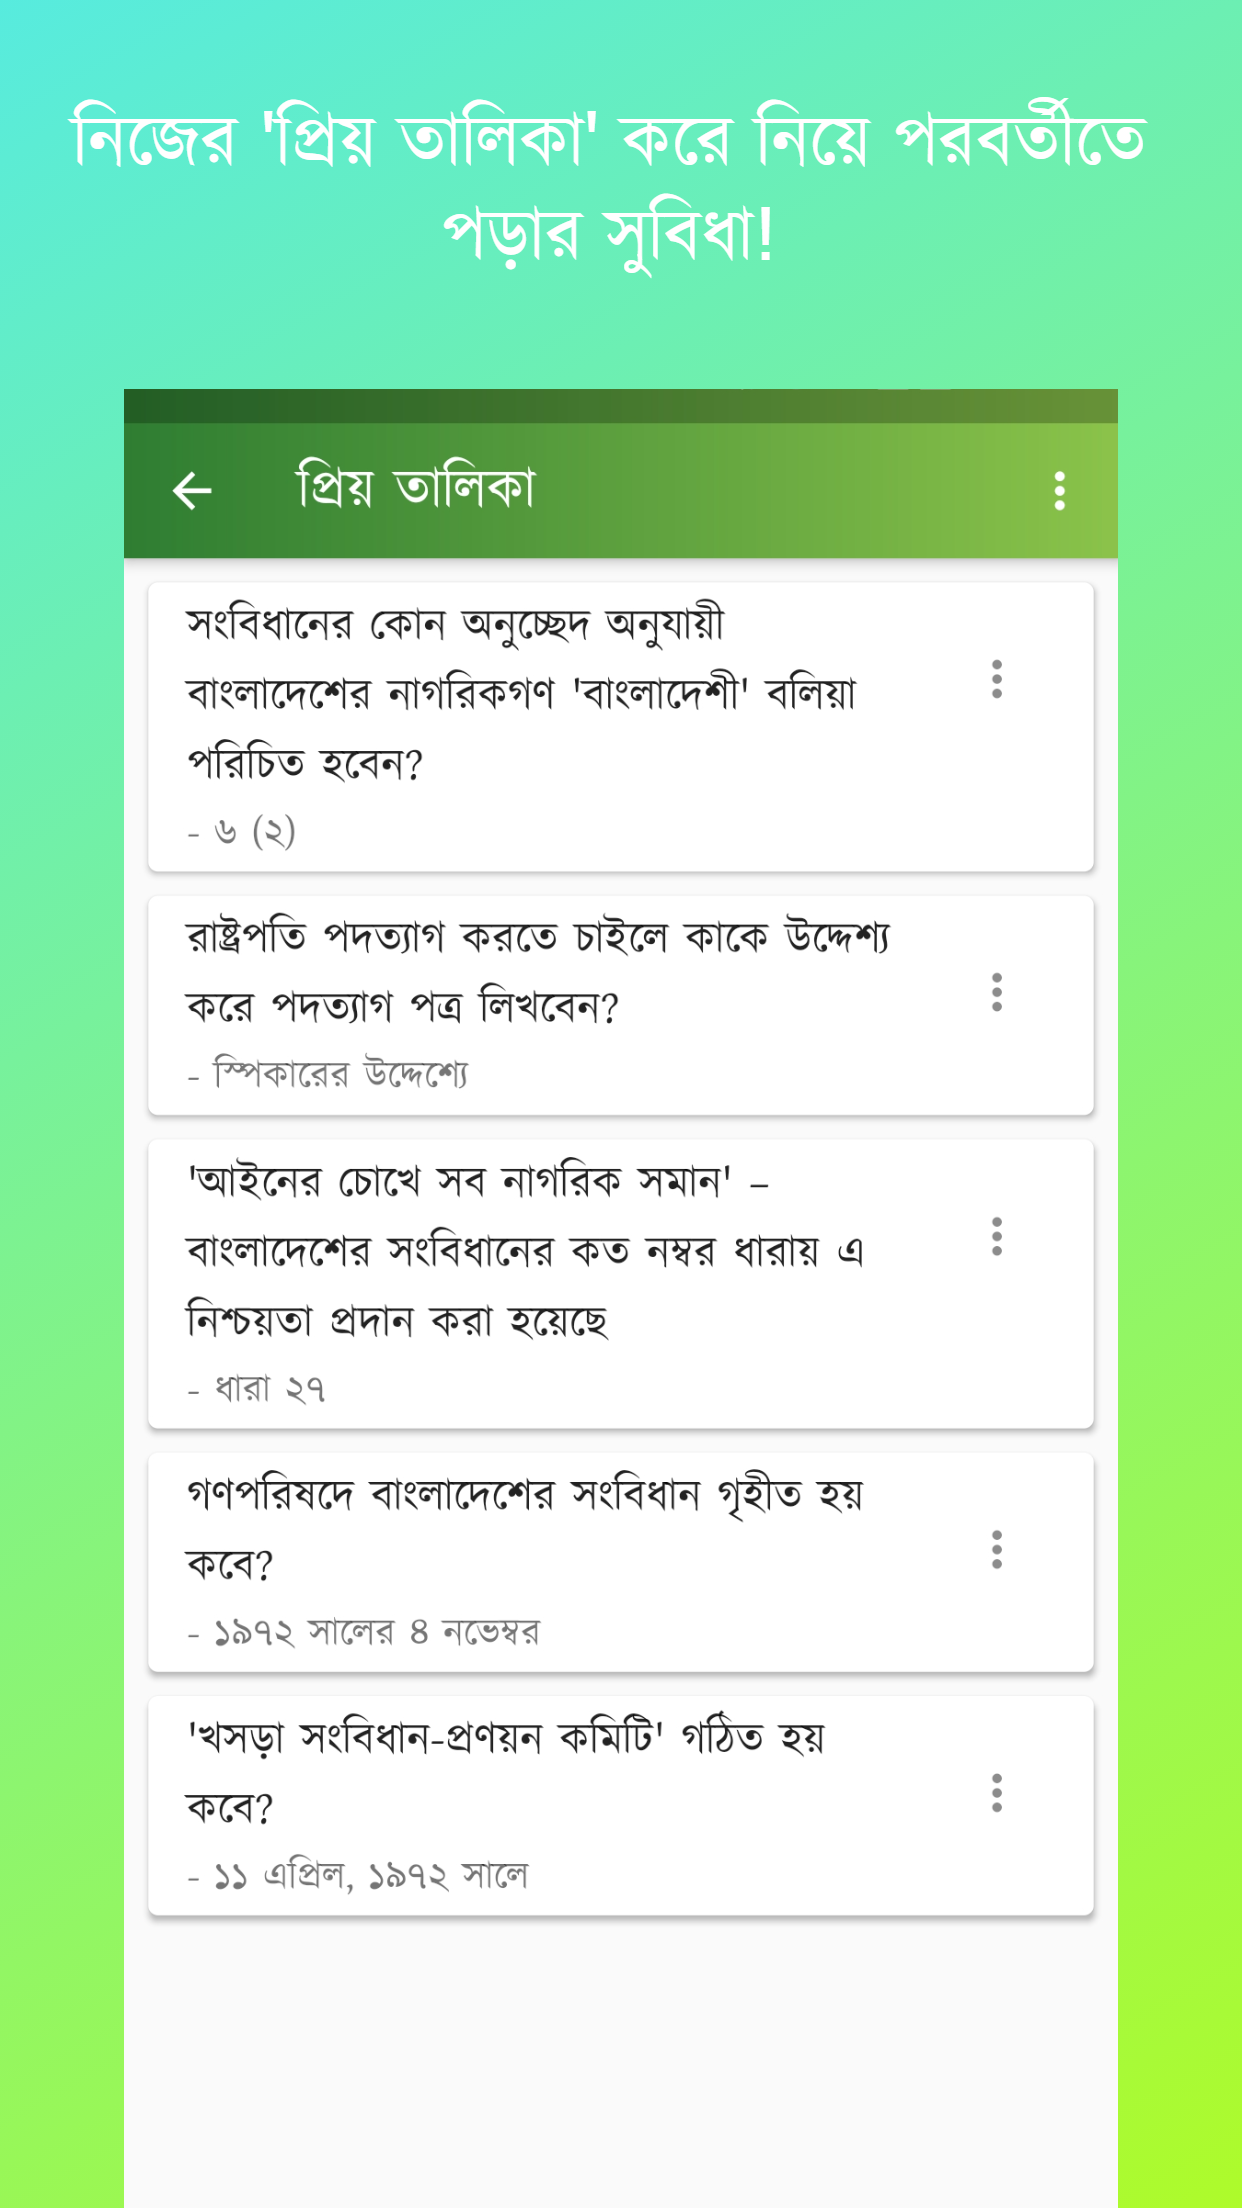 নিজের 'প্রিয় তালিকা' করে নিয়ে পরবর্তীতে
পড়ার সুবিধা!
প্রিয় তালিকা
সংবিধানের কোন অনুচ্ছেদ অনুযায়ী
বাংলাদেশের নাগরিকগণ 'বাংলাদেশী' বলিয়া
পরিচিত হবেন?
- ৬ (২)
রাষ্ট্রপতি পদত্যাগ করতে চাইলে কাকে উদ্দেশ্য
করে পদত্যাগ পত্র লিখবেন?
- স্পিকারের উদ্দেশ্যে
'আইনের চোখে সব নাগরিক সমান' –
বাংলাদেশের সংবিধানের কত নম্বর ধারায় এ
নিশ্চয়তা প্রদান করা হয়েছে
- ধারা ২৭
গণপরিষদে বাংলাদেশের সংবিধান গৃহীত হয়
কবে?
- ১৯৭২ সালের ৪ নভেম্বর
'খসড়া সংবিধান-প্রণয়ন কমিটি' গঠিত হয়
কবে?
- ১১ এপ্রিল, ১৯৭২ সালে